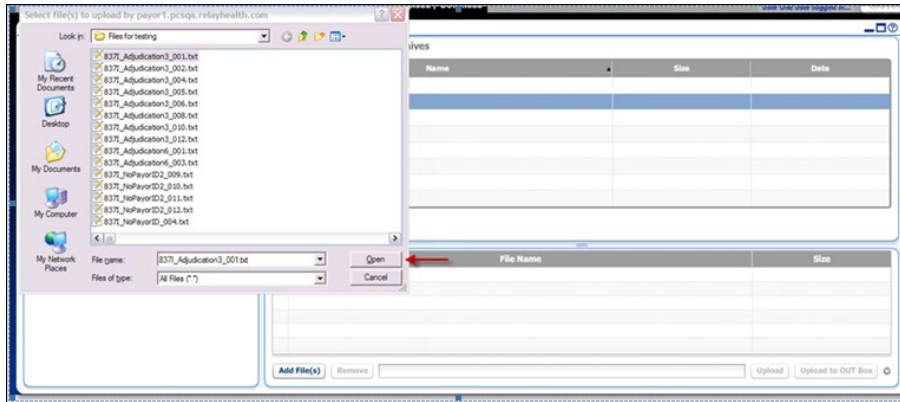 Select file(s) to upload by payor1.pcsqa.relayhealth.com
Look in:
Files for testing
My Recent Documents
Desktop
My Documents
My Computer
My Network Places
837I_Adjudication3_001.txt
837I_Adjudication3_002.txt
837I_Adjudication3_004.txt
837I_Adjudication3_005.txt
837I_Adjudication3_006.txt
837I_Adjudication3_008.txt
837I_Adjudication3_010.txt
837I_Adjudication3_012.txt
837I_Adjudication6_001.txt
837I_Adjudication6_003.txt
837I_NoPayorID2_009.txt
837I_NoPayorID2_010.txt
837I_NoPayorID2_011.txt
837I_NoPayorID2_012.txt
837I_NoPayorID_004.txt
File name:
837I_Adjudication3_001.txt
Open
Files of type:
All Files (*.*)
Cancel
ives
Name
Size
Date
File Name
Size
Add File(s)
Remove
Upload
Upload to OUT Box